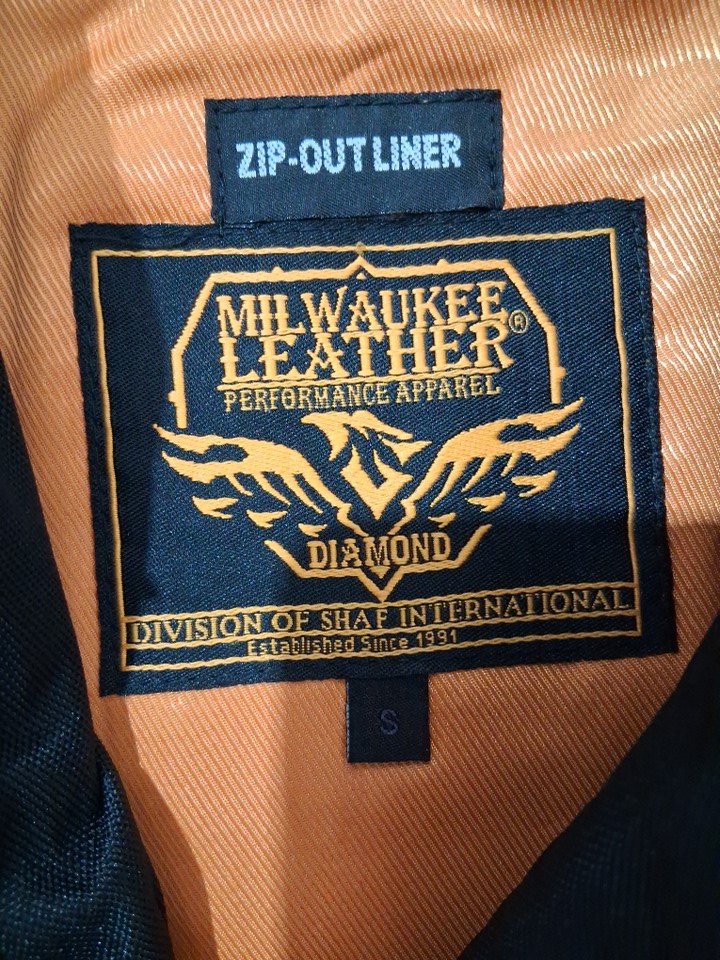 ZIP-OUT LINER
MILWAUKEE
LEATHER®
PERFORMANCE APPAREL
DIAMOND
DIVISION OF SHAF INTERNATIONAL
Established Since 1991
S